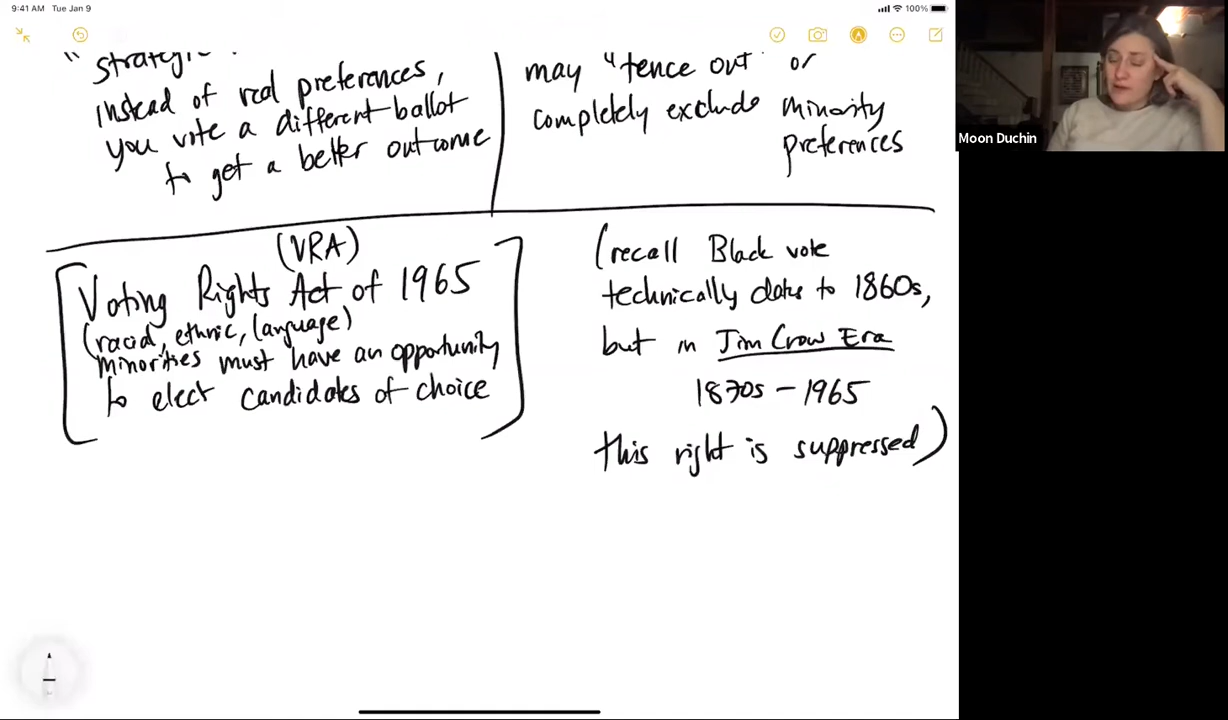 9:41 AM Tue Jan 9
100%
"strategic"
instead of real preferences,
you vote a different ballot
to get a better outcome
may "fence out" or
completely exclude minority
preferences
(VRA)
Voting Rights Act of 1965
(racial, ethnic, language)
minorities must have an opportunity
to elect candidates of choice
(recall Black vote
technically dates to 1860s,
but in Jim Crow Era
1870s - 1965
this right is suppressed)
Moon Duchin